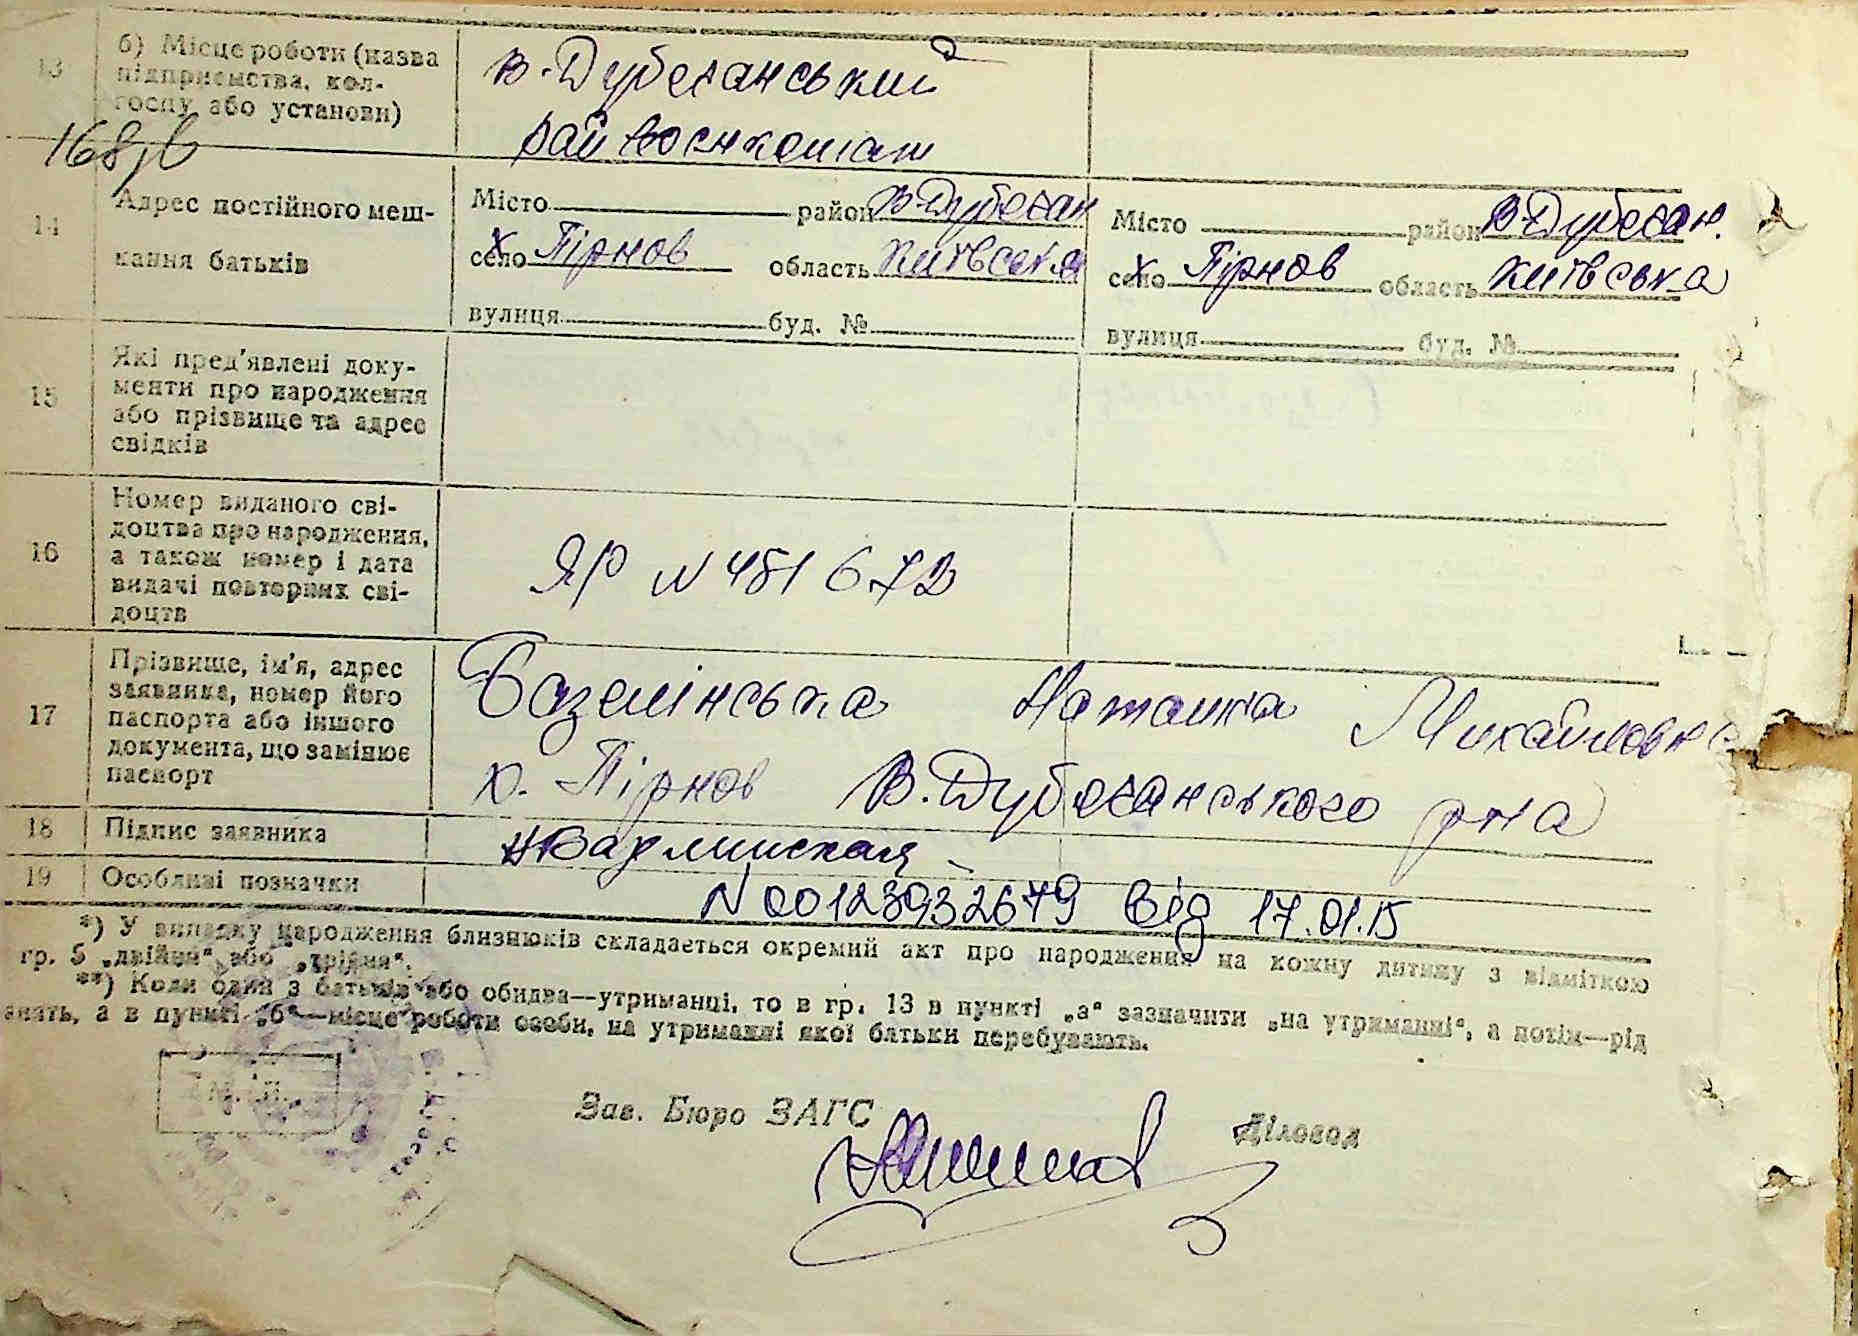 13 б) Місце роботи (назва підприємства, колгоспу, або установи)
В-Дубечанський
райвоєнкомат
168/в
14 Адрес постійного мешкання батьків
Місто район В-Дубечан
село х Пірнов область Київська
вулиця буд. №
Місто район В-Дубечан.
село х Пірнов область Київська
вулиця буд. №
15 Які пред'явлені документи про народження або прізвище та адрес свідків
16 Номер виданого свідоцтва про народження, а також номер і дата видачі повторних свідоцтв
ЯР N 481672
17 Прізвище, ім'я, адрес заявника, номер його паспорта або іншого документа, що замінює паспорт
Михайловна
х. Пірнов В.Дубечанського р-на
18 Підпис заявника
19 Особливі позначки
N 00123932679 від 17.01.15
*) У випадку народження близнюків складається окремий акт про народження на кожну дитину з відміткою
гр. 5 „двійня“ або „трійня“.
**) Коли один з батьків або обидва—утриманці, то в гр. 13 в пункті „а“ зазначити „на утриманні“, а потім—рід
занять, а в пункті „б“—місце роботи особи, на утриманні якої батьки перебувають.
М. П.
Зав. Бюро ЗАГС
Діловод